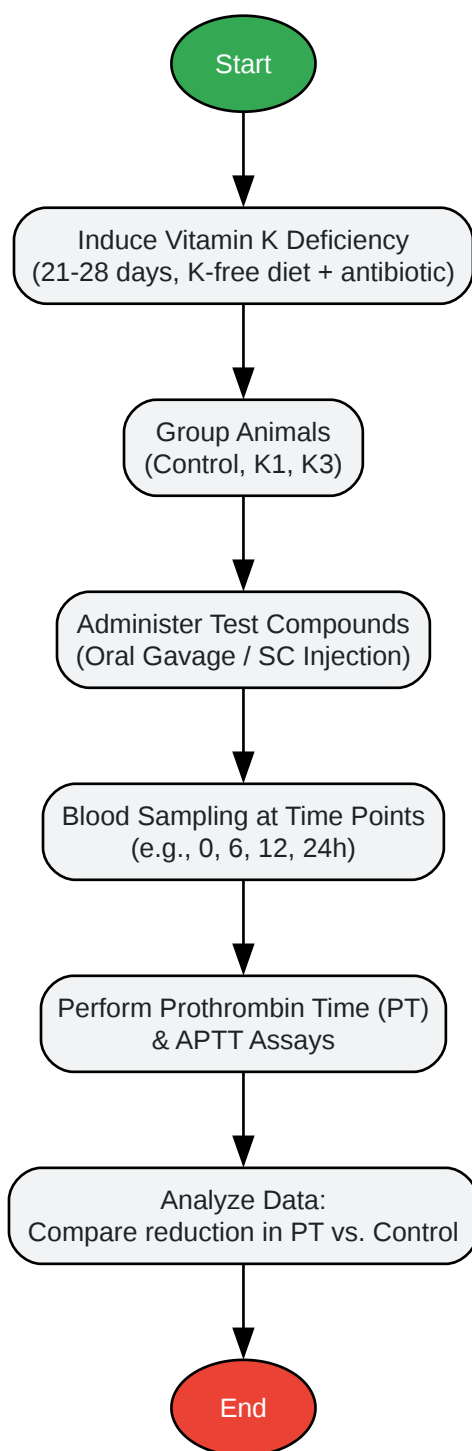 Start
Induce Vitamin K Deficiency
(21-28 days, K-free diet + antibiotic)
Group Animals
(Control, K1, K3)
Administer Test Compounds
(Oral Gavage / SC Injection)
Blood Sampling at Time Points
(e.g., 0, 6, 12, 24h)
Perform Prothrombin Time (PT)
& APTT Assays
Analyze Data:
Compare reduction in PT vs. Control
End